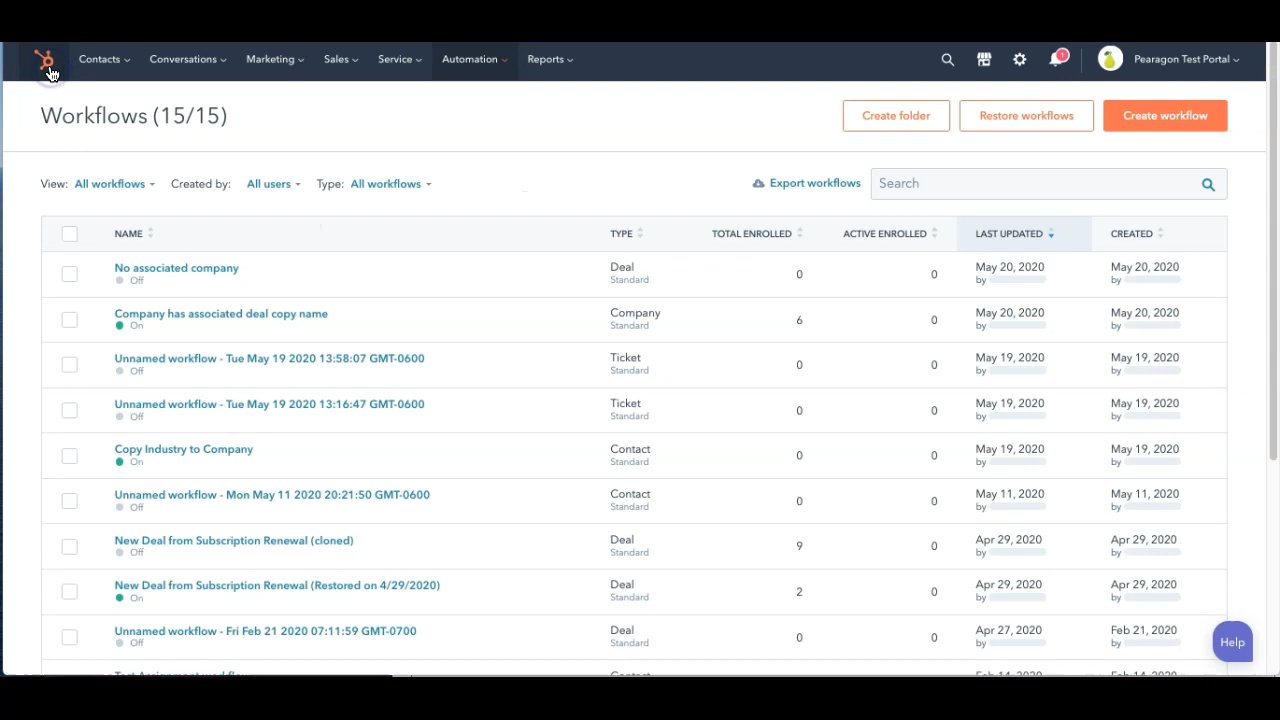 Contacts Conversations Marketing Sales Service Automation Reports 1 Pearagon Test Portal
Workflows (15/15) Create folder Restore workflows Create workflow
View: All workflows Created by: All users Type: All workflows Export workflows Search
NAME TYPE TOTAL ENROLLED ACTIVE ENROLLED LAST UPDATED CREATED
No associated company Deal 0 0 May 20, 2020 May 20, 2020
Off Standard by by
Company has associated deal copy name Company 6 0 May 20, 2020 May 20, 2020
On Standard by by
Unnamed workflow - Tue May 19 2020 13:58:07 GMT-0600 Ticket 0 0 May 19, 2020 May 19, 2020
Off Standard by by
Unnamed workflow - Tue May 19 2020 13:16:47 GMT-0600 Ticket 0 0 May 19, 2020 May 19, 2020
Off Standard by by
Copy Industry to Company Contact 0 0 May 19, 2020 May 19, 2020
On Standard by by
Unnamed workflow - Mon May 11 2020 20:21:50 GMT-0600 Contact 0 0 May 11, 2020 May 11, 2020
Off Standard by by
New Deal from Subscription Renewal (cloned) Deal 9 0 Apr 29, 2020 Apr 29, 2020
Off Standard by by
New Deal from Subscription Renewal (Restored on 4/29/2020) Deal 2 0 Apr 29, 2020 Apr 29, 2020
On Standard by by
Unnamed workflow - Fri Feb 21 2020 07:11:59 GMT-0700 Deal 0 0 Apr 27, 2020 Feb 21, 2020
Off Standard by by
Help